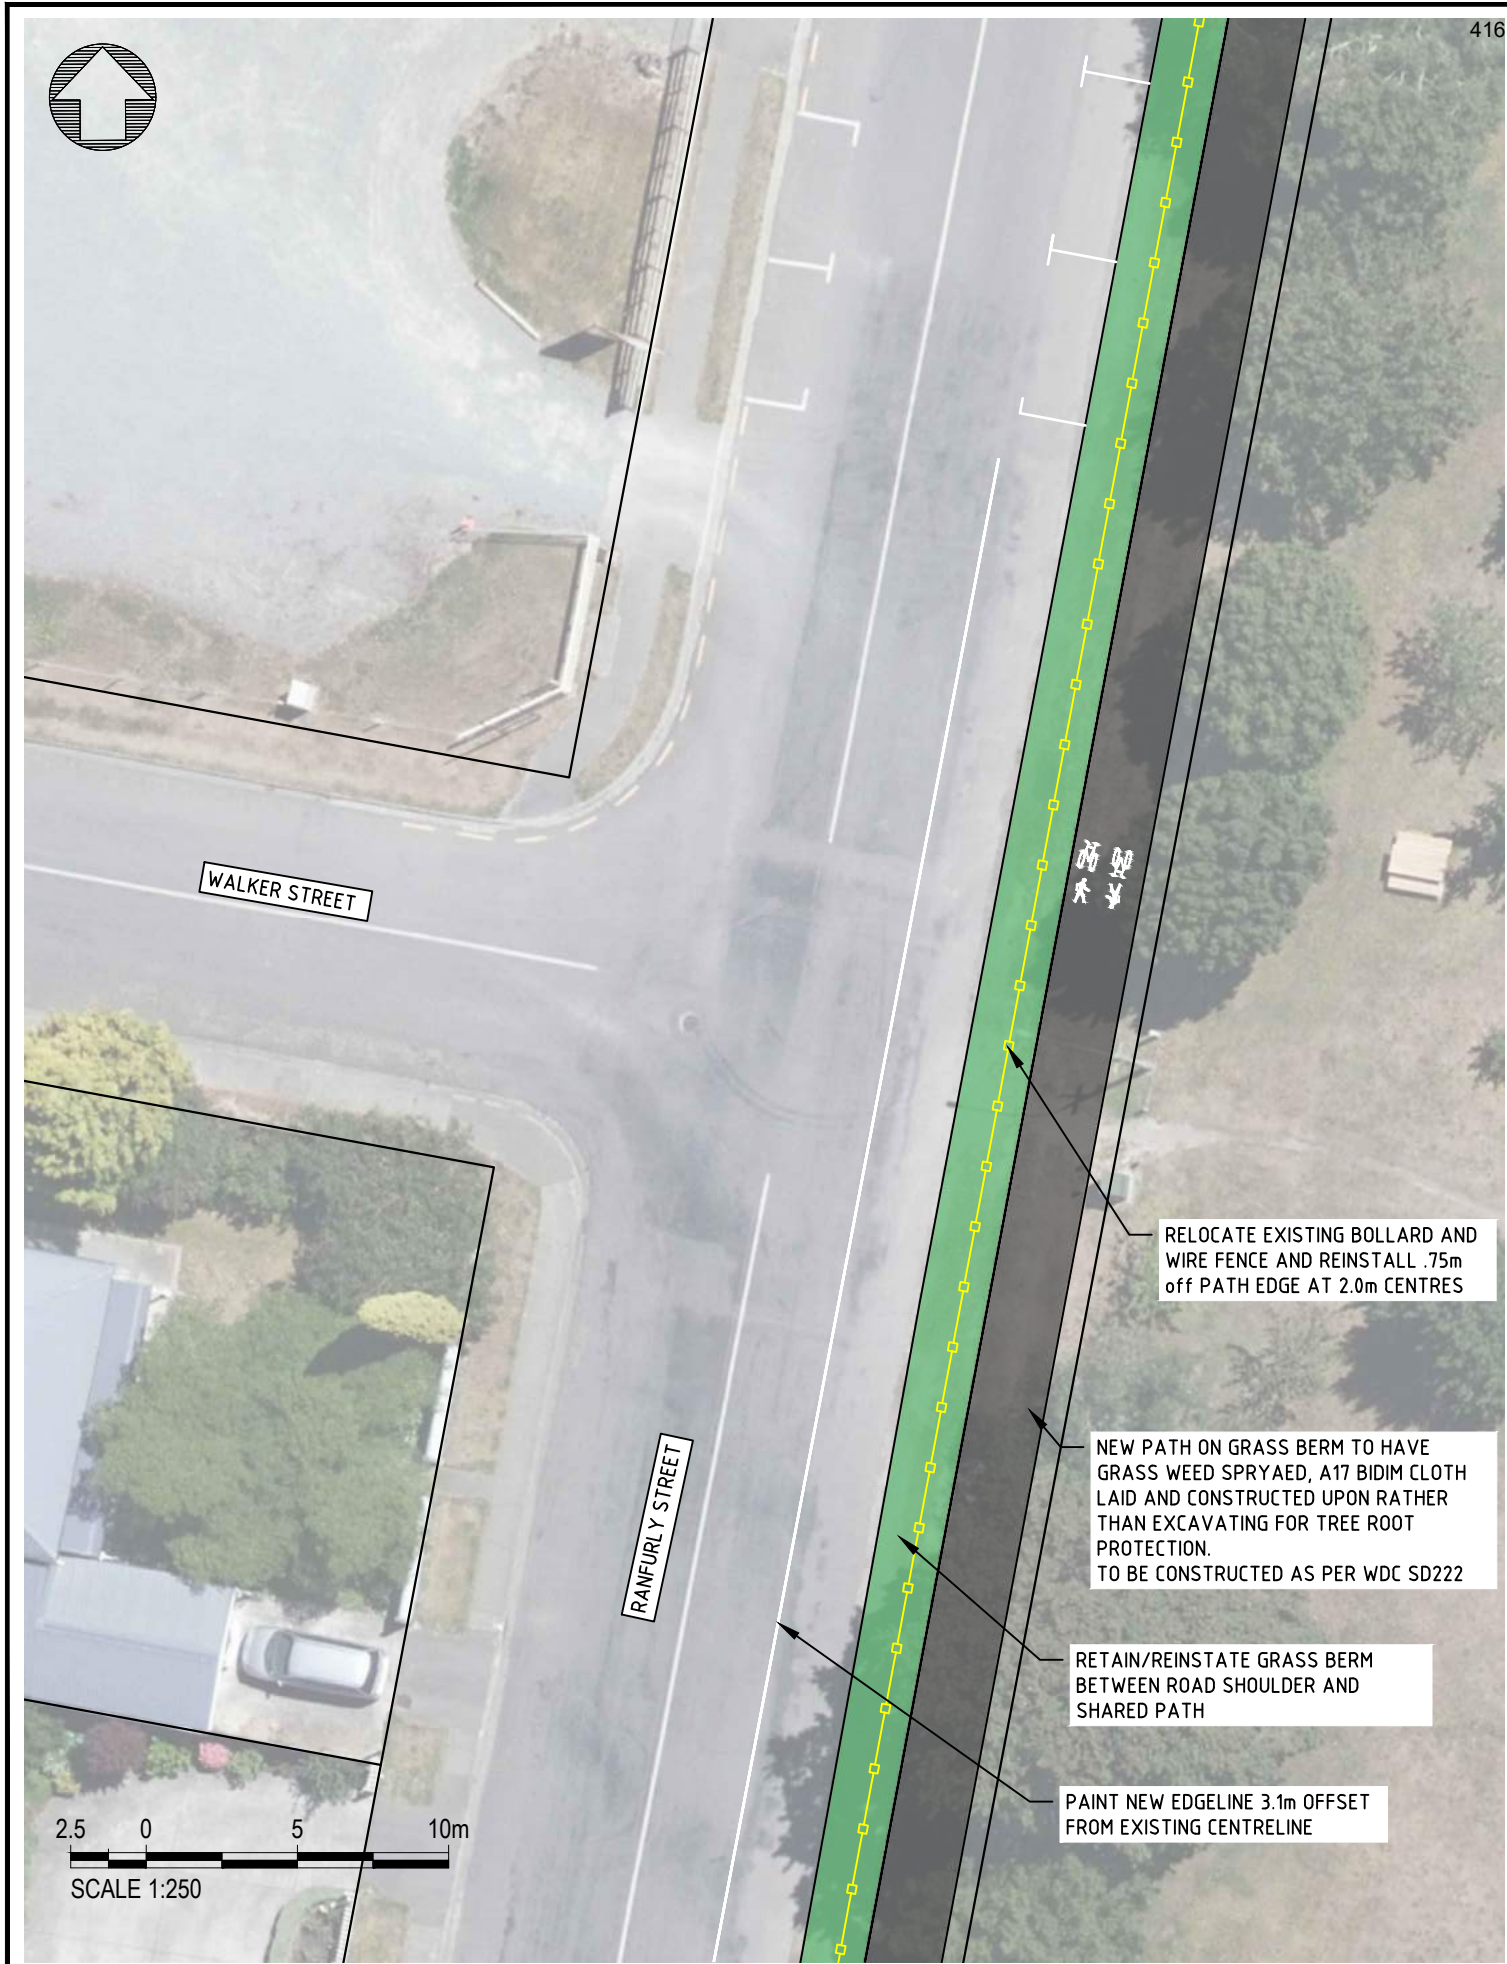 416
WALKER STREET
RELOCATE EXISTING BOLLARD AND
WIRE FENCE AND REINSTALL .75m
off PATH EDGE AT 2.0m CENTRES
NEW PATH ON GRASS BERM TO HAVE
GRASS WEED SPRYAED, A17 BIDIM CLOTH
LAID AND CONSTRUCTED UPON RATHER
THAN EXCAVATING FOR TREE ROOT
PROTECTION.
TO BE CONSTRUCTED AS PER WDC SD222
RANFURLY STREET
RETAIN/REINSTATE GRASS BERM
BETWEEN ROAD SHOULDER AND
SHARED PATH
PAINT NEW EDGELINE 3.1m OFFSET
FROM EXISTING CENTRELINE
2.5 0 5 10m
SCALE 1:250